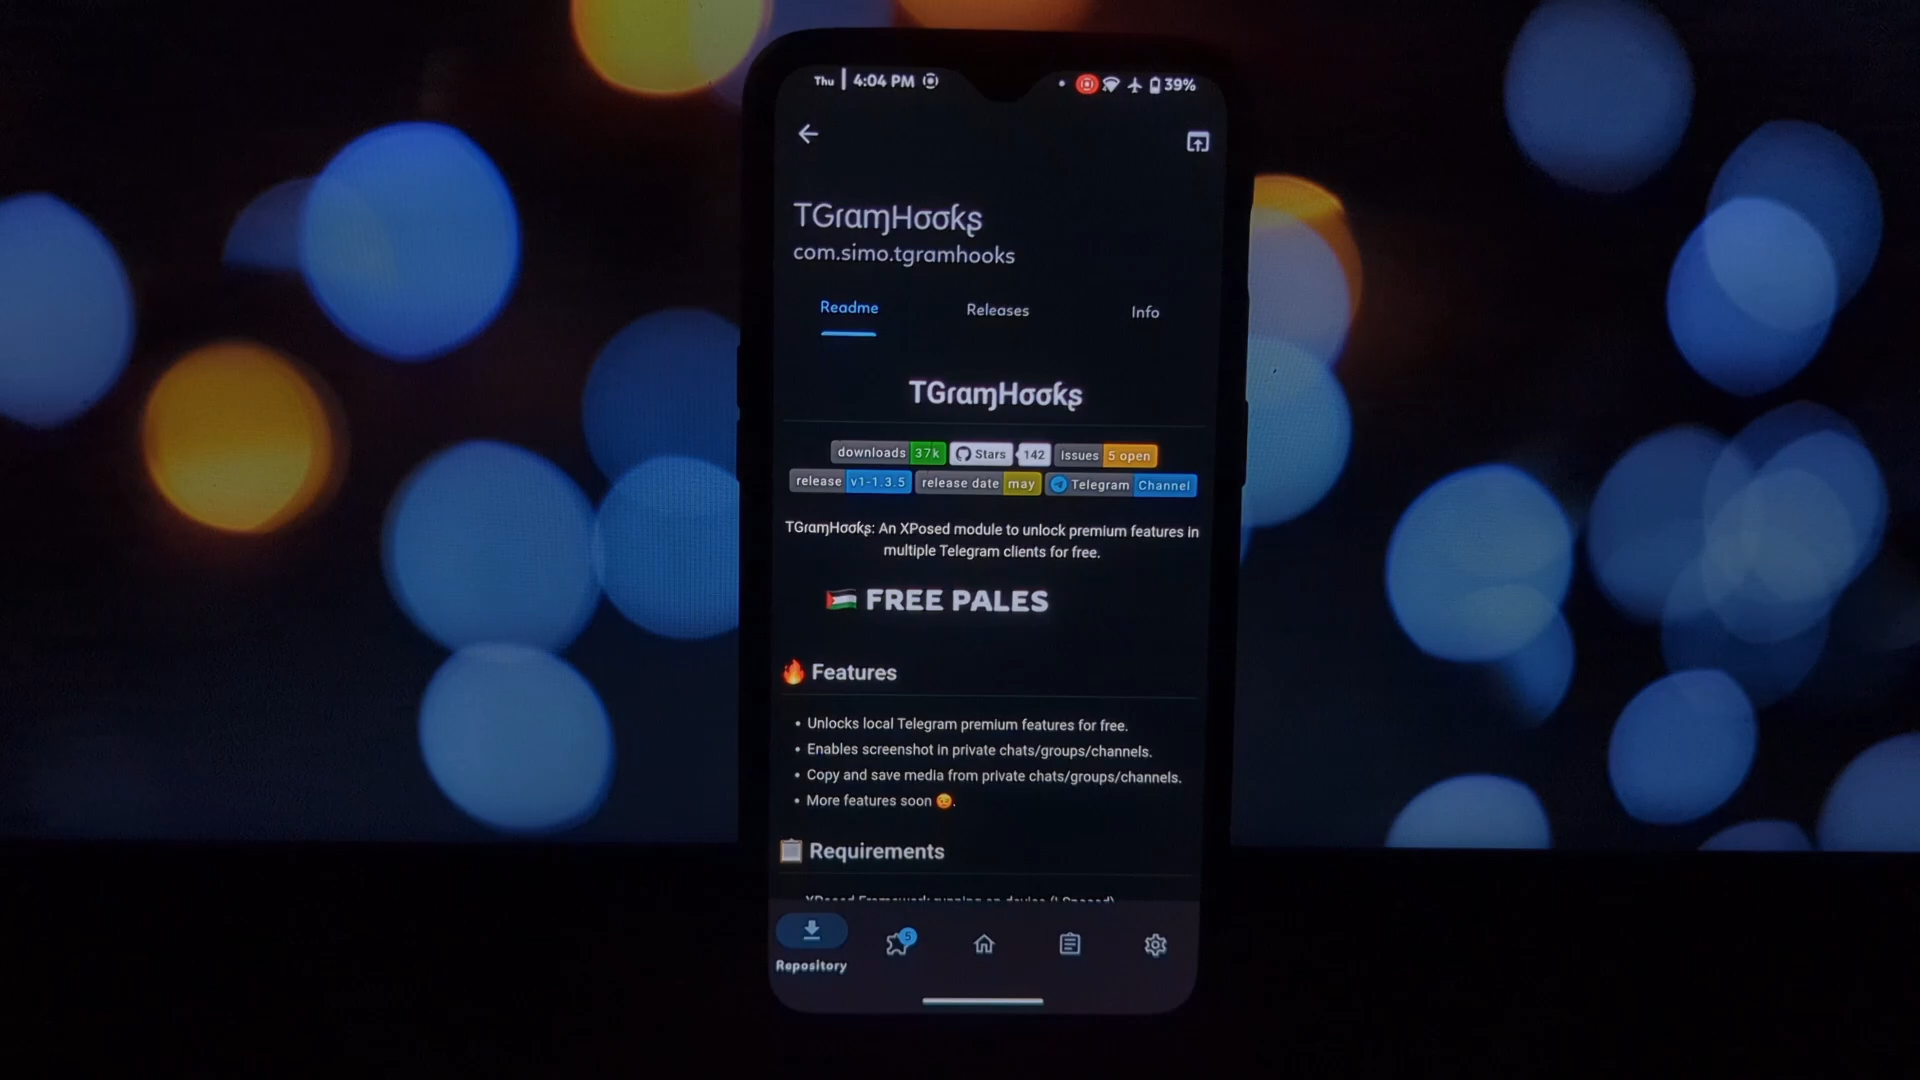 Thu | 4:04 PM
39%
TGɾαɱHσσƙʂ
com.simo.tgramhooks
Readme Releases Info
TGɾαɱHσσƙʂ
downloads 37k Stars 142 Issues 5 open
release v1-1.3.5 release date may Telegram Channel
TGɾαɱHσσƙʂ: An XPosed module to unlock premium features in
multiple Telegram clients for free.
🇵🇸 FREE PALES
🔥 Features
• Unlocks local Telegram premium features for free.
• Enables screenshot in private chats/groups/channels.
• Copy and save media from private chats/groups/channels.
• More features soon 😉.
📋 Requirements
5
Repository